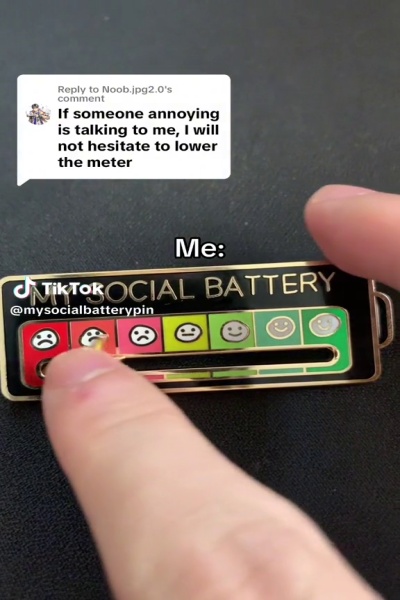 Reply to Noob.jpg2.0's
comment
If someone annoying
is talking to me, I will
not hesitate to lower
the meter
Me:
TikTok
@mysocialbatterypin
MY SOCIAL BATTERY